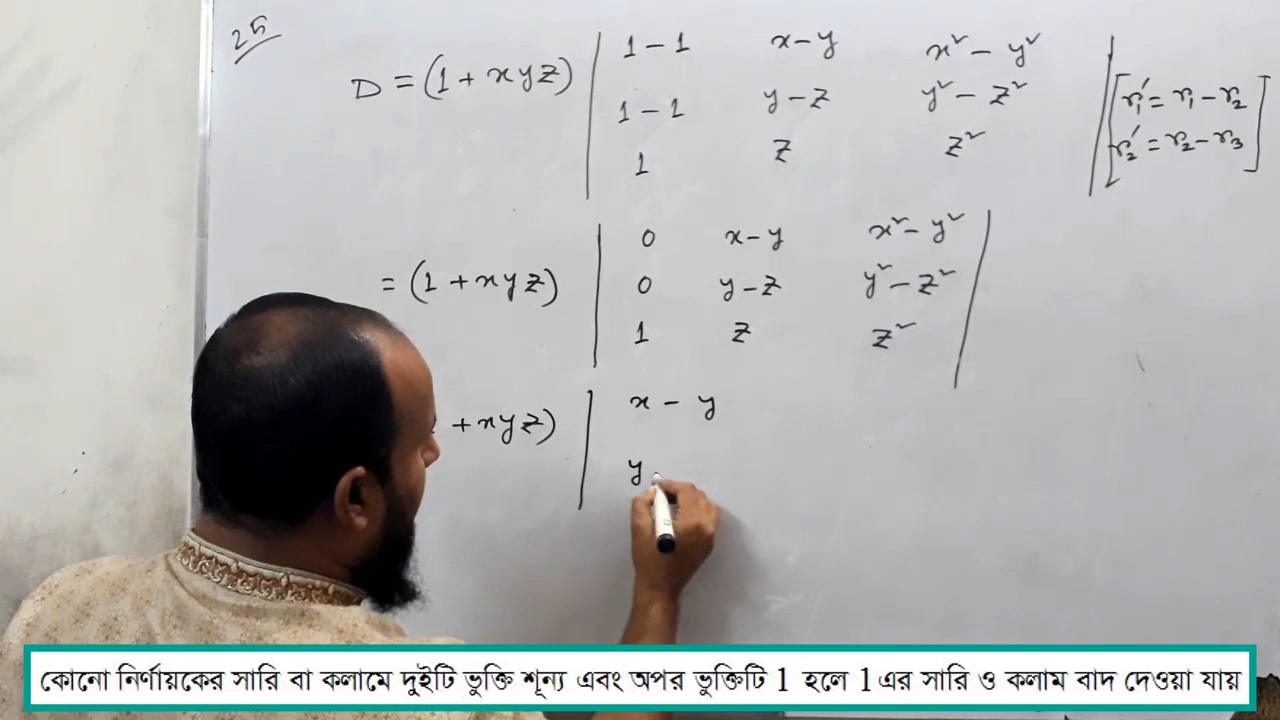 25
D = (1 + xyz) | 1 - 1 x - y x² - y² | [r₁′ = r₁ - r₂
1 - 1 y - z y² - z² r₂′ = r₂ - r₃]
1 z z²
= (1 + xyz) | 0 x - y x² - y² |
0 y - z y² - z²
1 z z²
+ xyz) | x - y
y
কোনো নির্ণায়কের সারি বা কলামে দুইটি ভুক্তি শূন্য এবং অপর ভুক্তিটি 1 হলে 1 এর সারি ও কলাম বাদ দেওয়া যায়